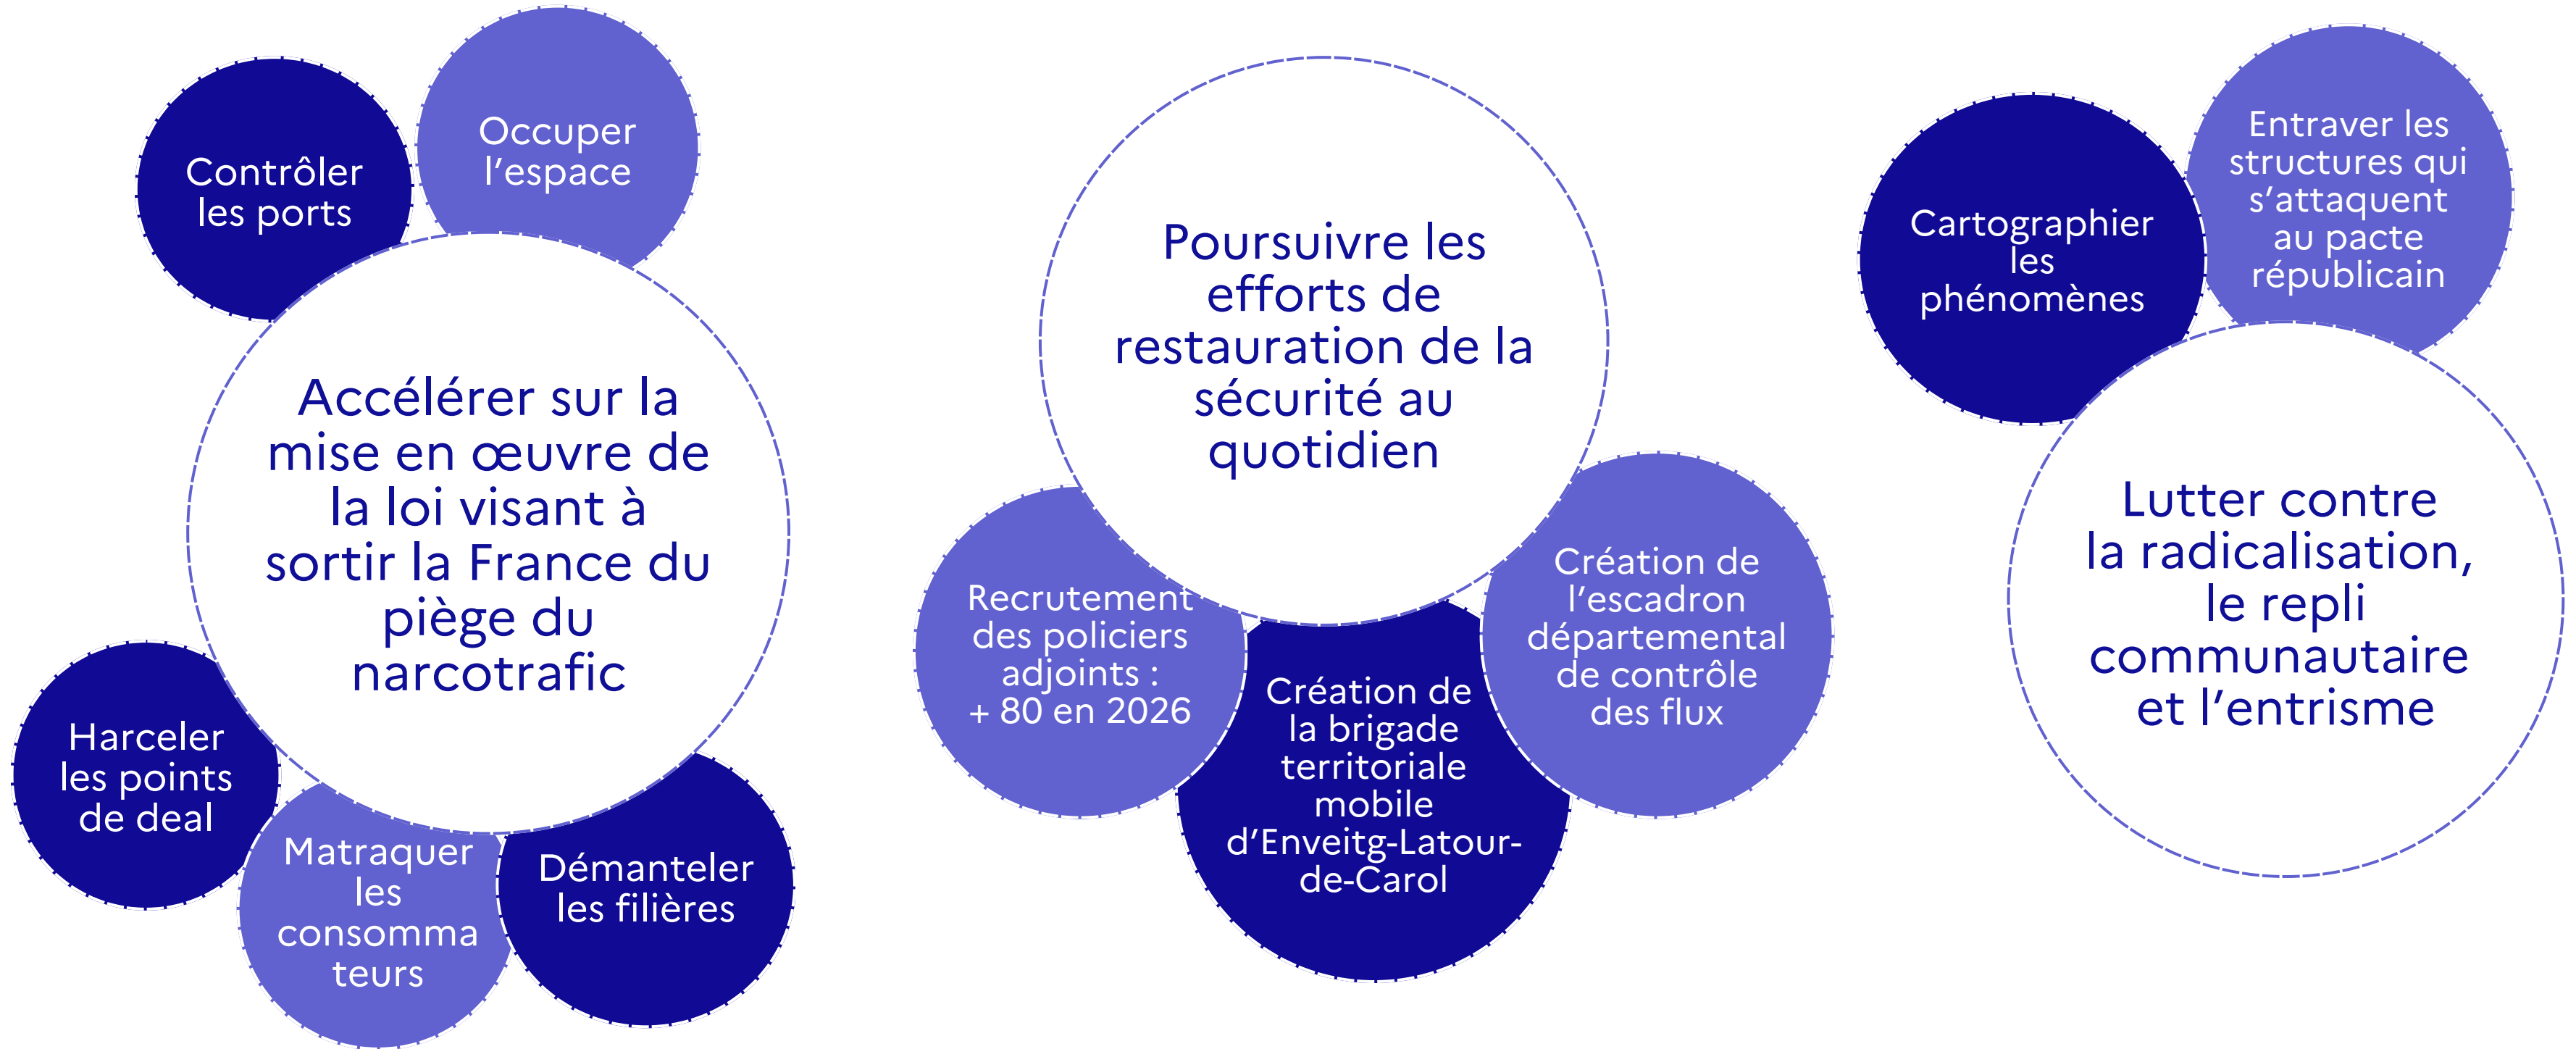 Contrôler
les ports
Occuper
l’espace
Accélérer sur la
mise en œuvre de
la loi visant à
sortir la France du
piège du
narcotrafic
Harceler
les points
de deal
Matraquer
les
consomma
teurs
Démanteler
les filières
Poursuivre les
efforts de
restauration de la
sécurité au
quotidien
Recrutement
des policiers
adjoints :
+ 80 en 2026
Création de
la brigade
territoriale
mobile
d’Enveitg-Latour-
de-Carol
Création de
l’escadron
départemental
de contrôle
des flux
Cartographier
les
phénomènes
Entraver les
structures qui
s’attaquent
au pacte
républicain
Lutter contre
la radicalisation,
le repli
communautaire
et l’entrisme